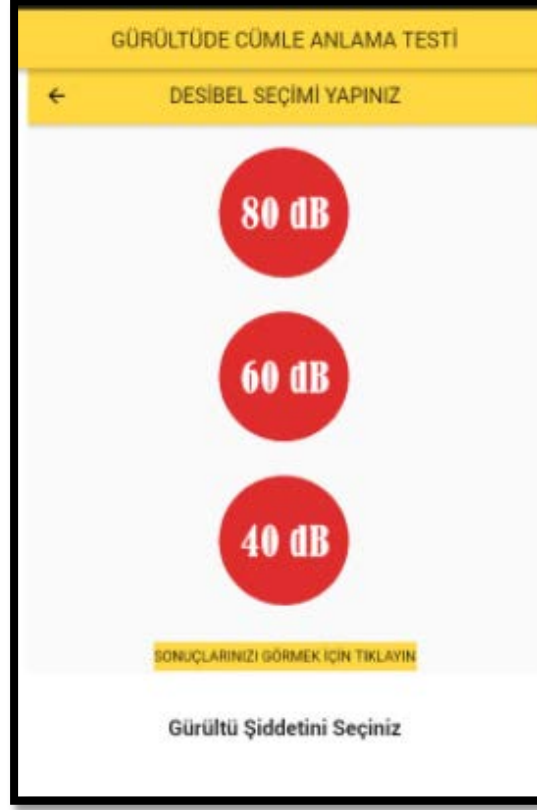 GÜRÜLTÜDE CÜMLE ANLAMA TESTİ
DESİBEL SEÇİMİ YAPINIZ
80 dB
60 dB
40 dB
SONUÇLARINIZI GÖRMEK İÇİN TIKLAYIN
Gürültü Şiddetini Seçiniz